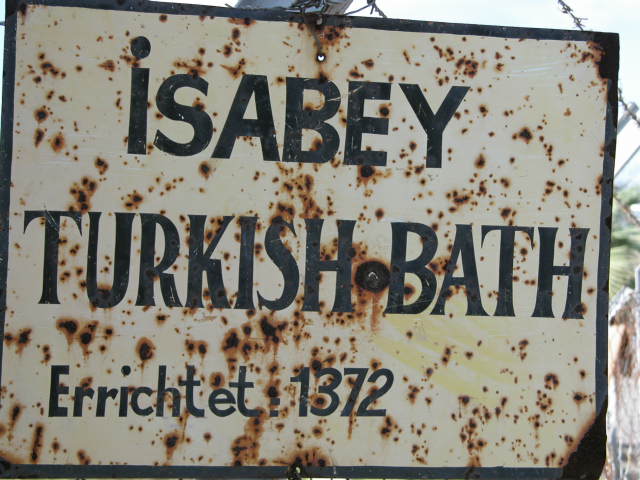 İSABEY
TURKISH BATH
Errichtet: 1372